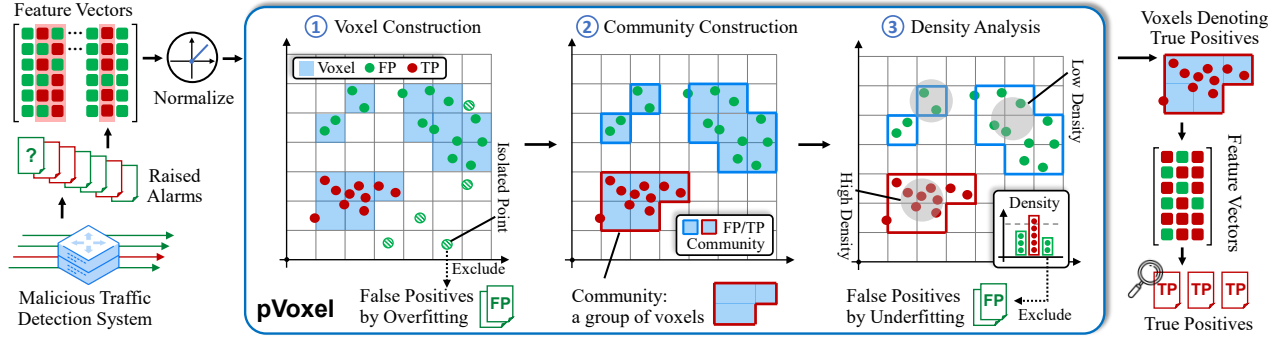 Feature Vectors
Normalize
?
Raised
Alarms
Malicious Traffic
Detection System
① Voxel Construction
Voxel FP TP
Isolated Point
Exclude
False Positives
by Overfitting
FP
pVoxel
② Community Construction
FP/TP
Community
Community:
a group of voxels
③ Density Analysis
Low Density
High Density
Density
False Positives
by Underfitting
FP
Exclude
Voxels Denoting
True Positives
Feature Vectors
TP TP TP
True Positives